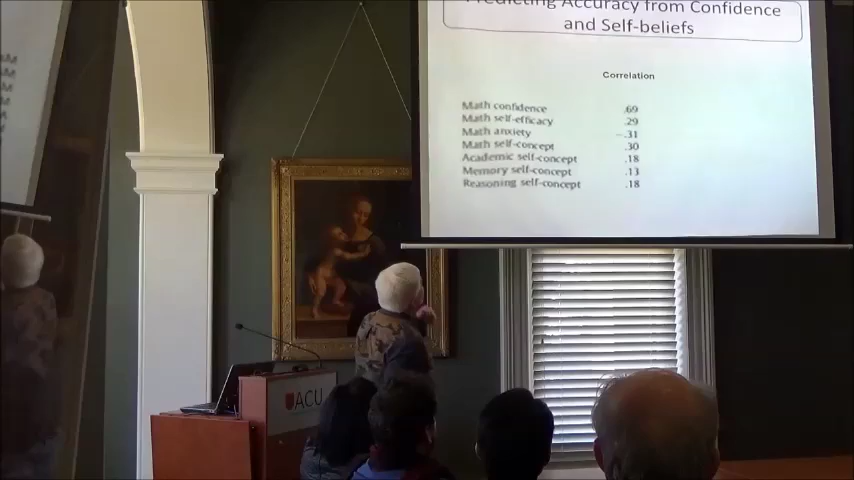 Predicting Accuracy from Confidence
and Self-beliefs
Correlation
Math confidence .69
Math self-efficacy .29
Math anxiety -.31
Math self-concept .30
Academic self-concept .18
Memory self-concept .13
Reasoning self-concept .18
ACU